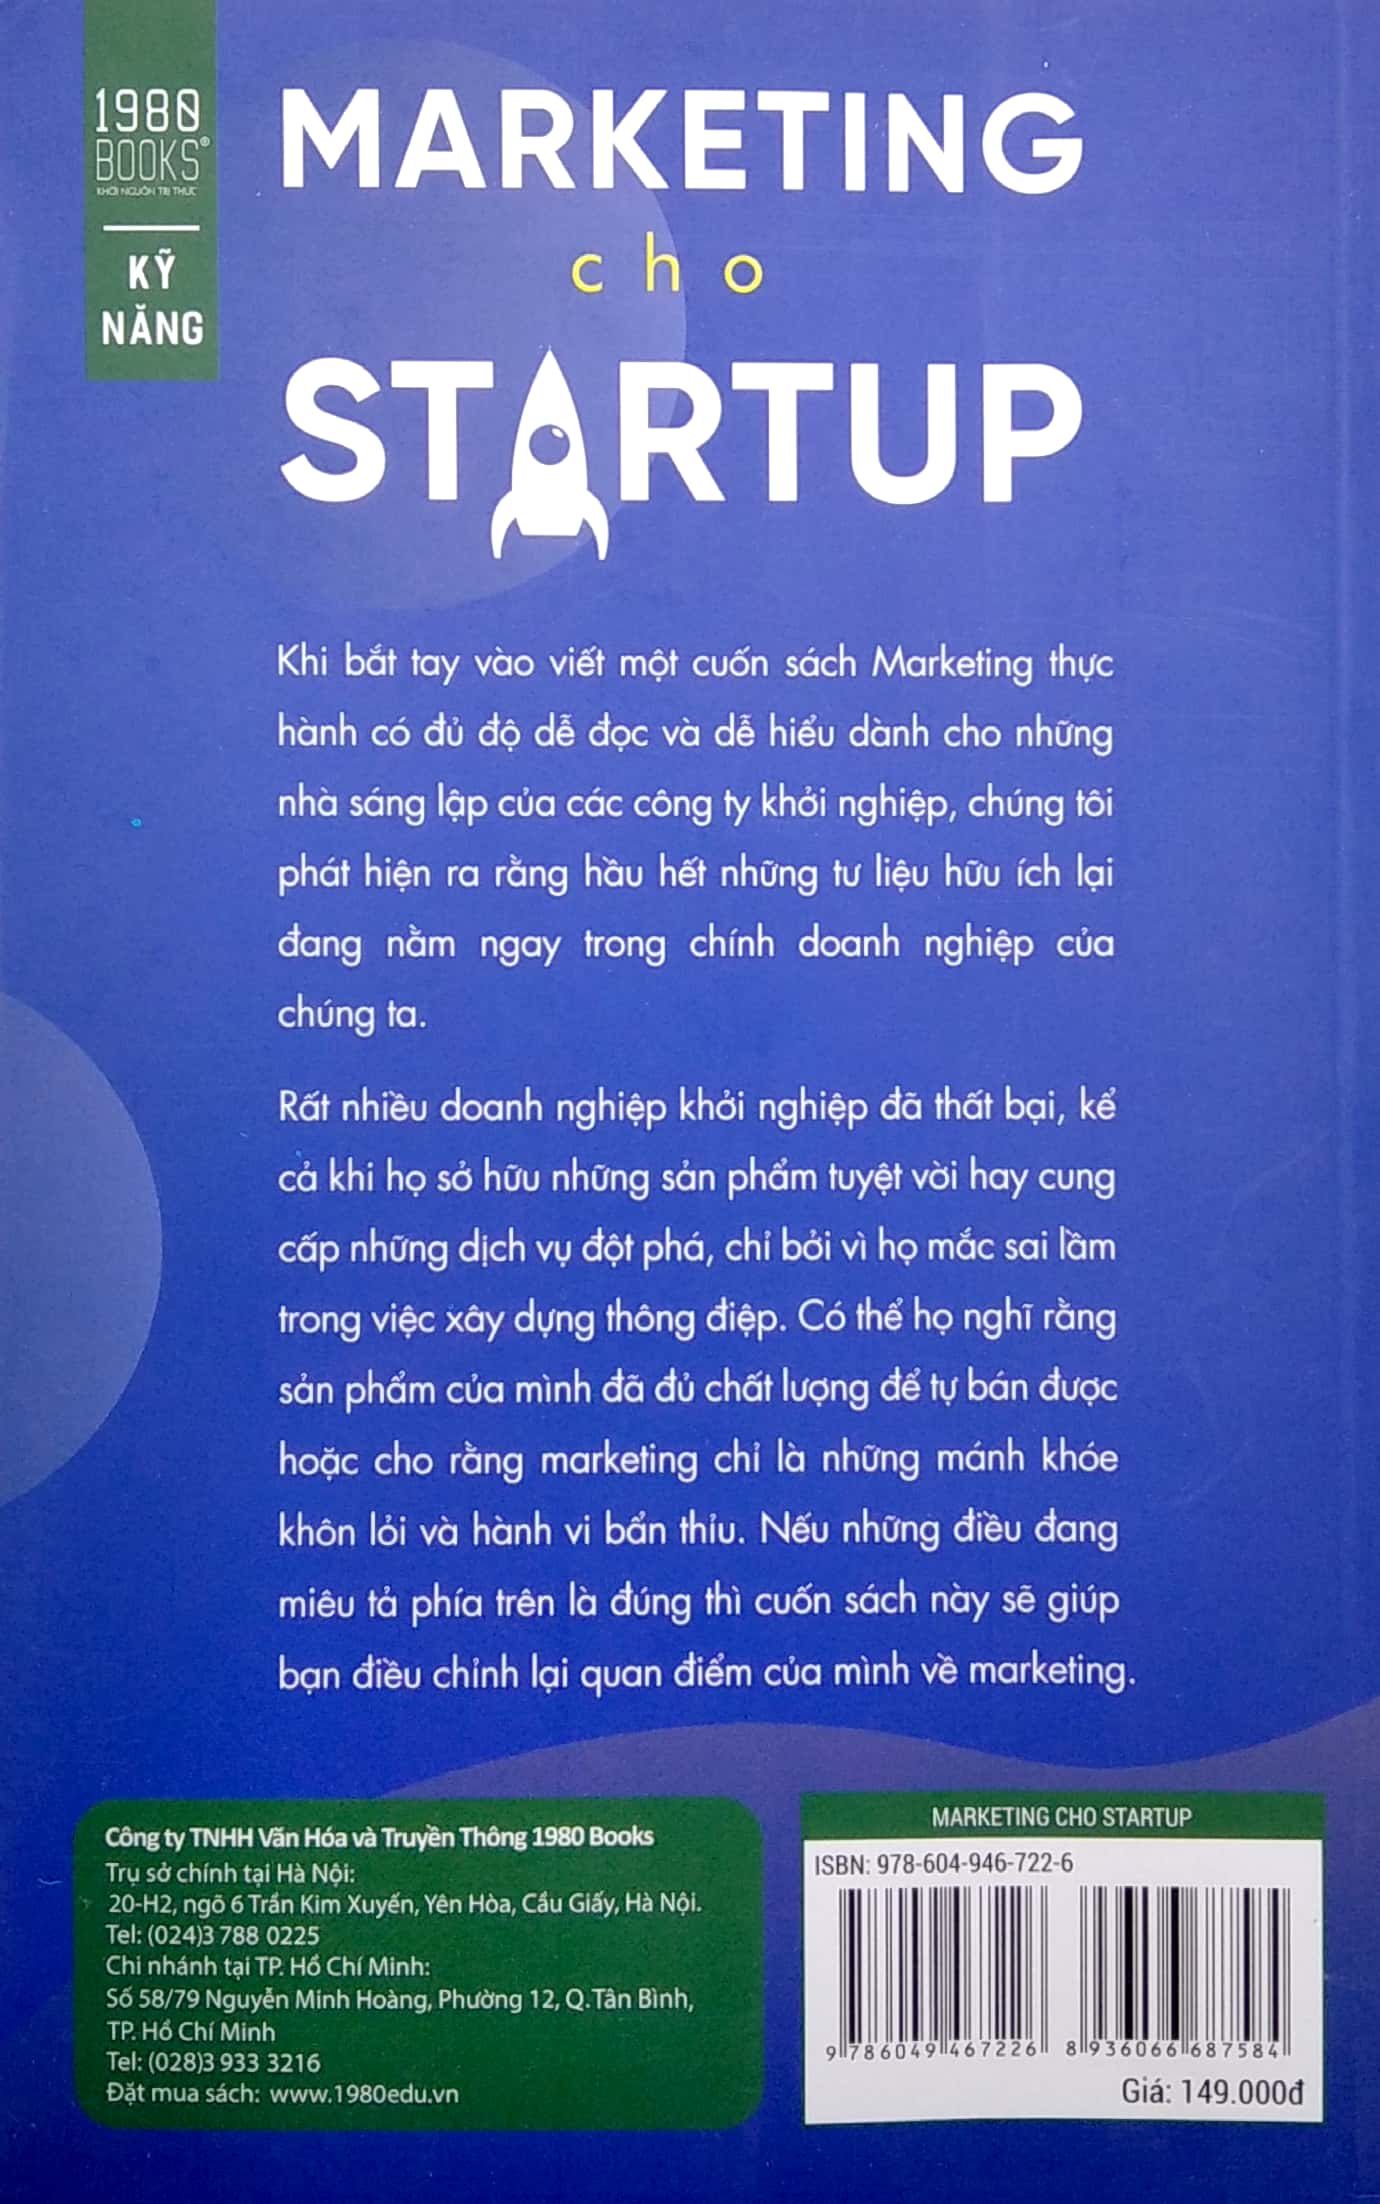 1980
BOOKS®
KHƠI NGUỒN TRI THỨC
KỸ
NĂNG
MARKETING
cho
STARTUP
Khi bắt tay vào viết một cuốn sách Marketing thực
hành có đủ độ dễ đọc và dễ hiểu dành cho những
nhà sáng lập của các công ty khởi nghiệp, chúng tôi
phát hiện ra rằng hầu hết những tư liệu hữu ích lại
đang nằm ngay trong chính doanh nghiệp của
chúng ta.
Rất nhiều doanh nghiệp khởi nghiệp đã thất bại, kể
cả khi họ sở hữu những sản phẩm tuyệt vời hay cung
cấp những dịch vụ đột phá, chỉ bởi vì họ mắc sai lầm
trong việc xây dựng thông điệp. Có thể họ nghĩ rằng
sản phẩm của mình đã đủ chất lượng để tự bán được
hoặc cho rằng marketing chỉ là những mánh khóe
khôn lỏi và hành vi bẩn thỉu. Nếu những điều đang
miêu tả phía trên là đúng thì cuốn sách này sẽ giúp
bạn điều chỉnh lại quan điểm của mình về marketing.
Công ty TNHH Văn Hóa và Truyền Thông 1980 Books
Trụ sở chính tại Hà Nội:
20-H2, ngõ 6 Trần Kim Xuyến, Yên Hòa, Cầu Giấy, Hà Nội.
Tel: (024)3 788 0225
Chi nhánh tại TP. Hồ Chí Minh:
Số 58/79 Nguyễn Minh Hoàng, Phường 12, Q.Tân Bình,
TP. Hồ Chí Minh
Tel: (028)3 933 3216
Đặt mua sách: www.1980edu.vn
MARKETING CHO STARTUP
ISBN: 978-604-946-722-6
9 786049 467226 8 936066 687584
Giá: 149.000đ